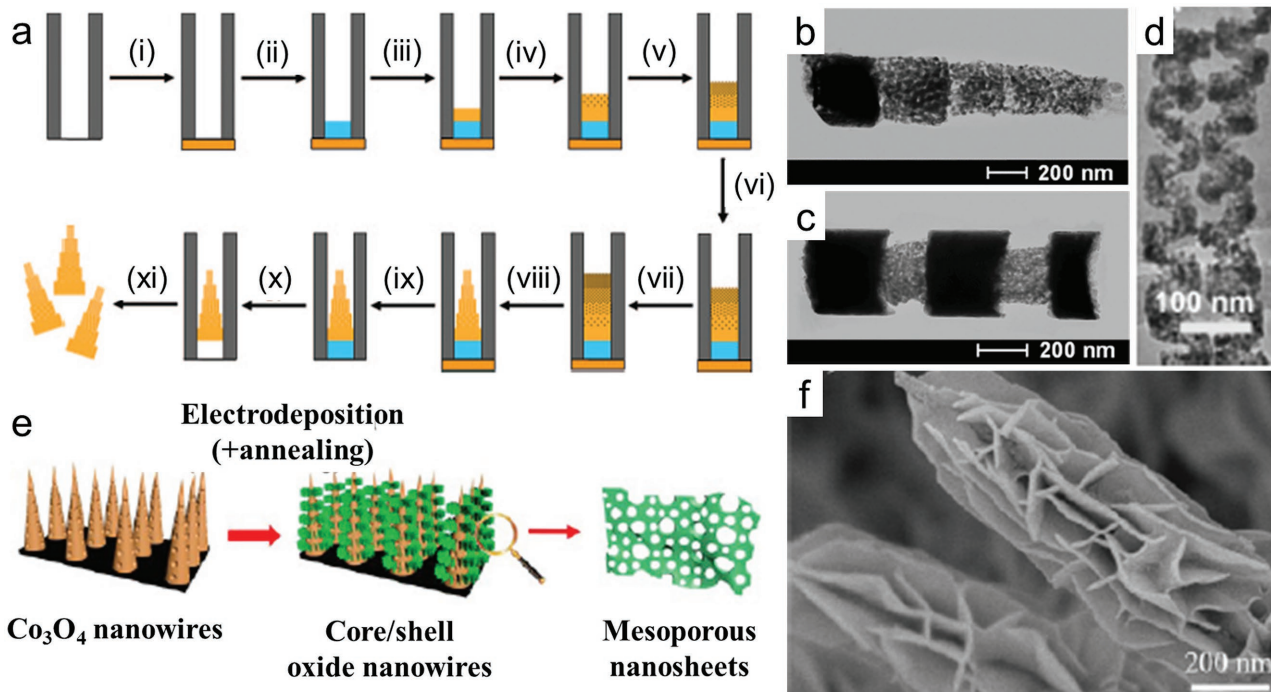 a
(i)
(ii)
(iii)
(iv)
(v)
(vi)
(xi)
(x)
(ix)
(viii)
(vii)
b
200 nm
c
200 nm
d
100 nm
e
Electrodeposition
(+annealing)
Co₃O₄ nanowires
Core/shell
oxide nanowires
Mesoporous
nanosheets
f
200 nm